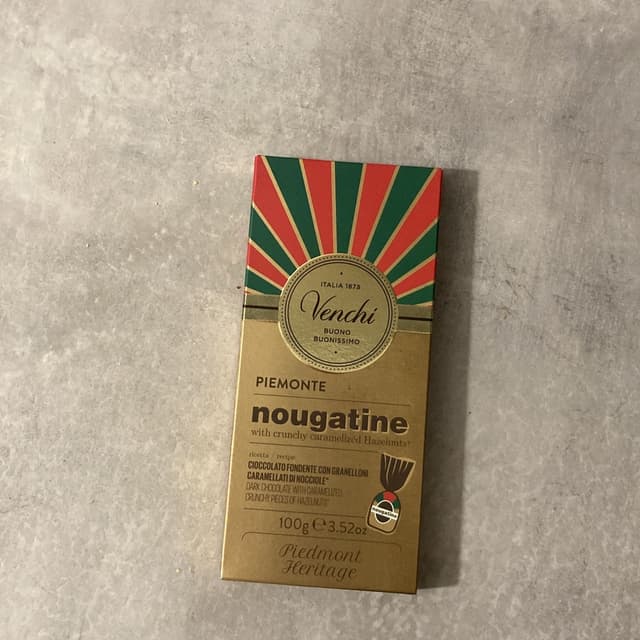 ITALIA 1878
Venchi
BUONO
BUONISSIMO
PIEMONTE
nougatine
with crunchy caramelized Hazelnuts*
ricetta / recipe
CIOCCOLATO FONDENTE CON GRANELLONI
CARAMELLATI DI NOCCIOLE*
DARK CHOCOLATE WITH CARAMELIZED
CRUNCHY PIECES OF HAZELNUTS*
nougatine
100g ℮ 3.52oz
Piedmont
Heritage